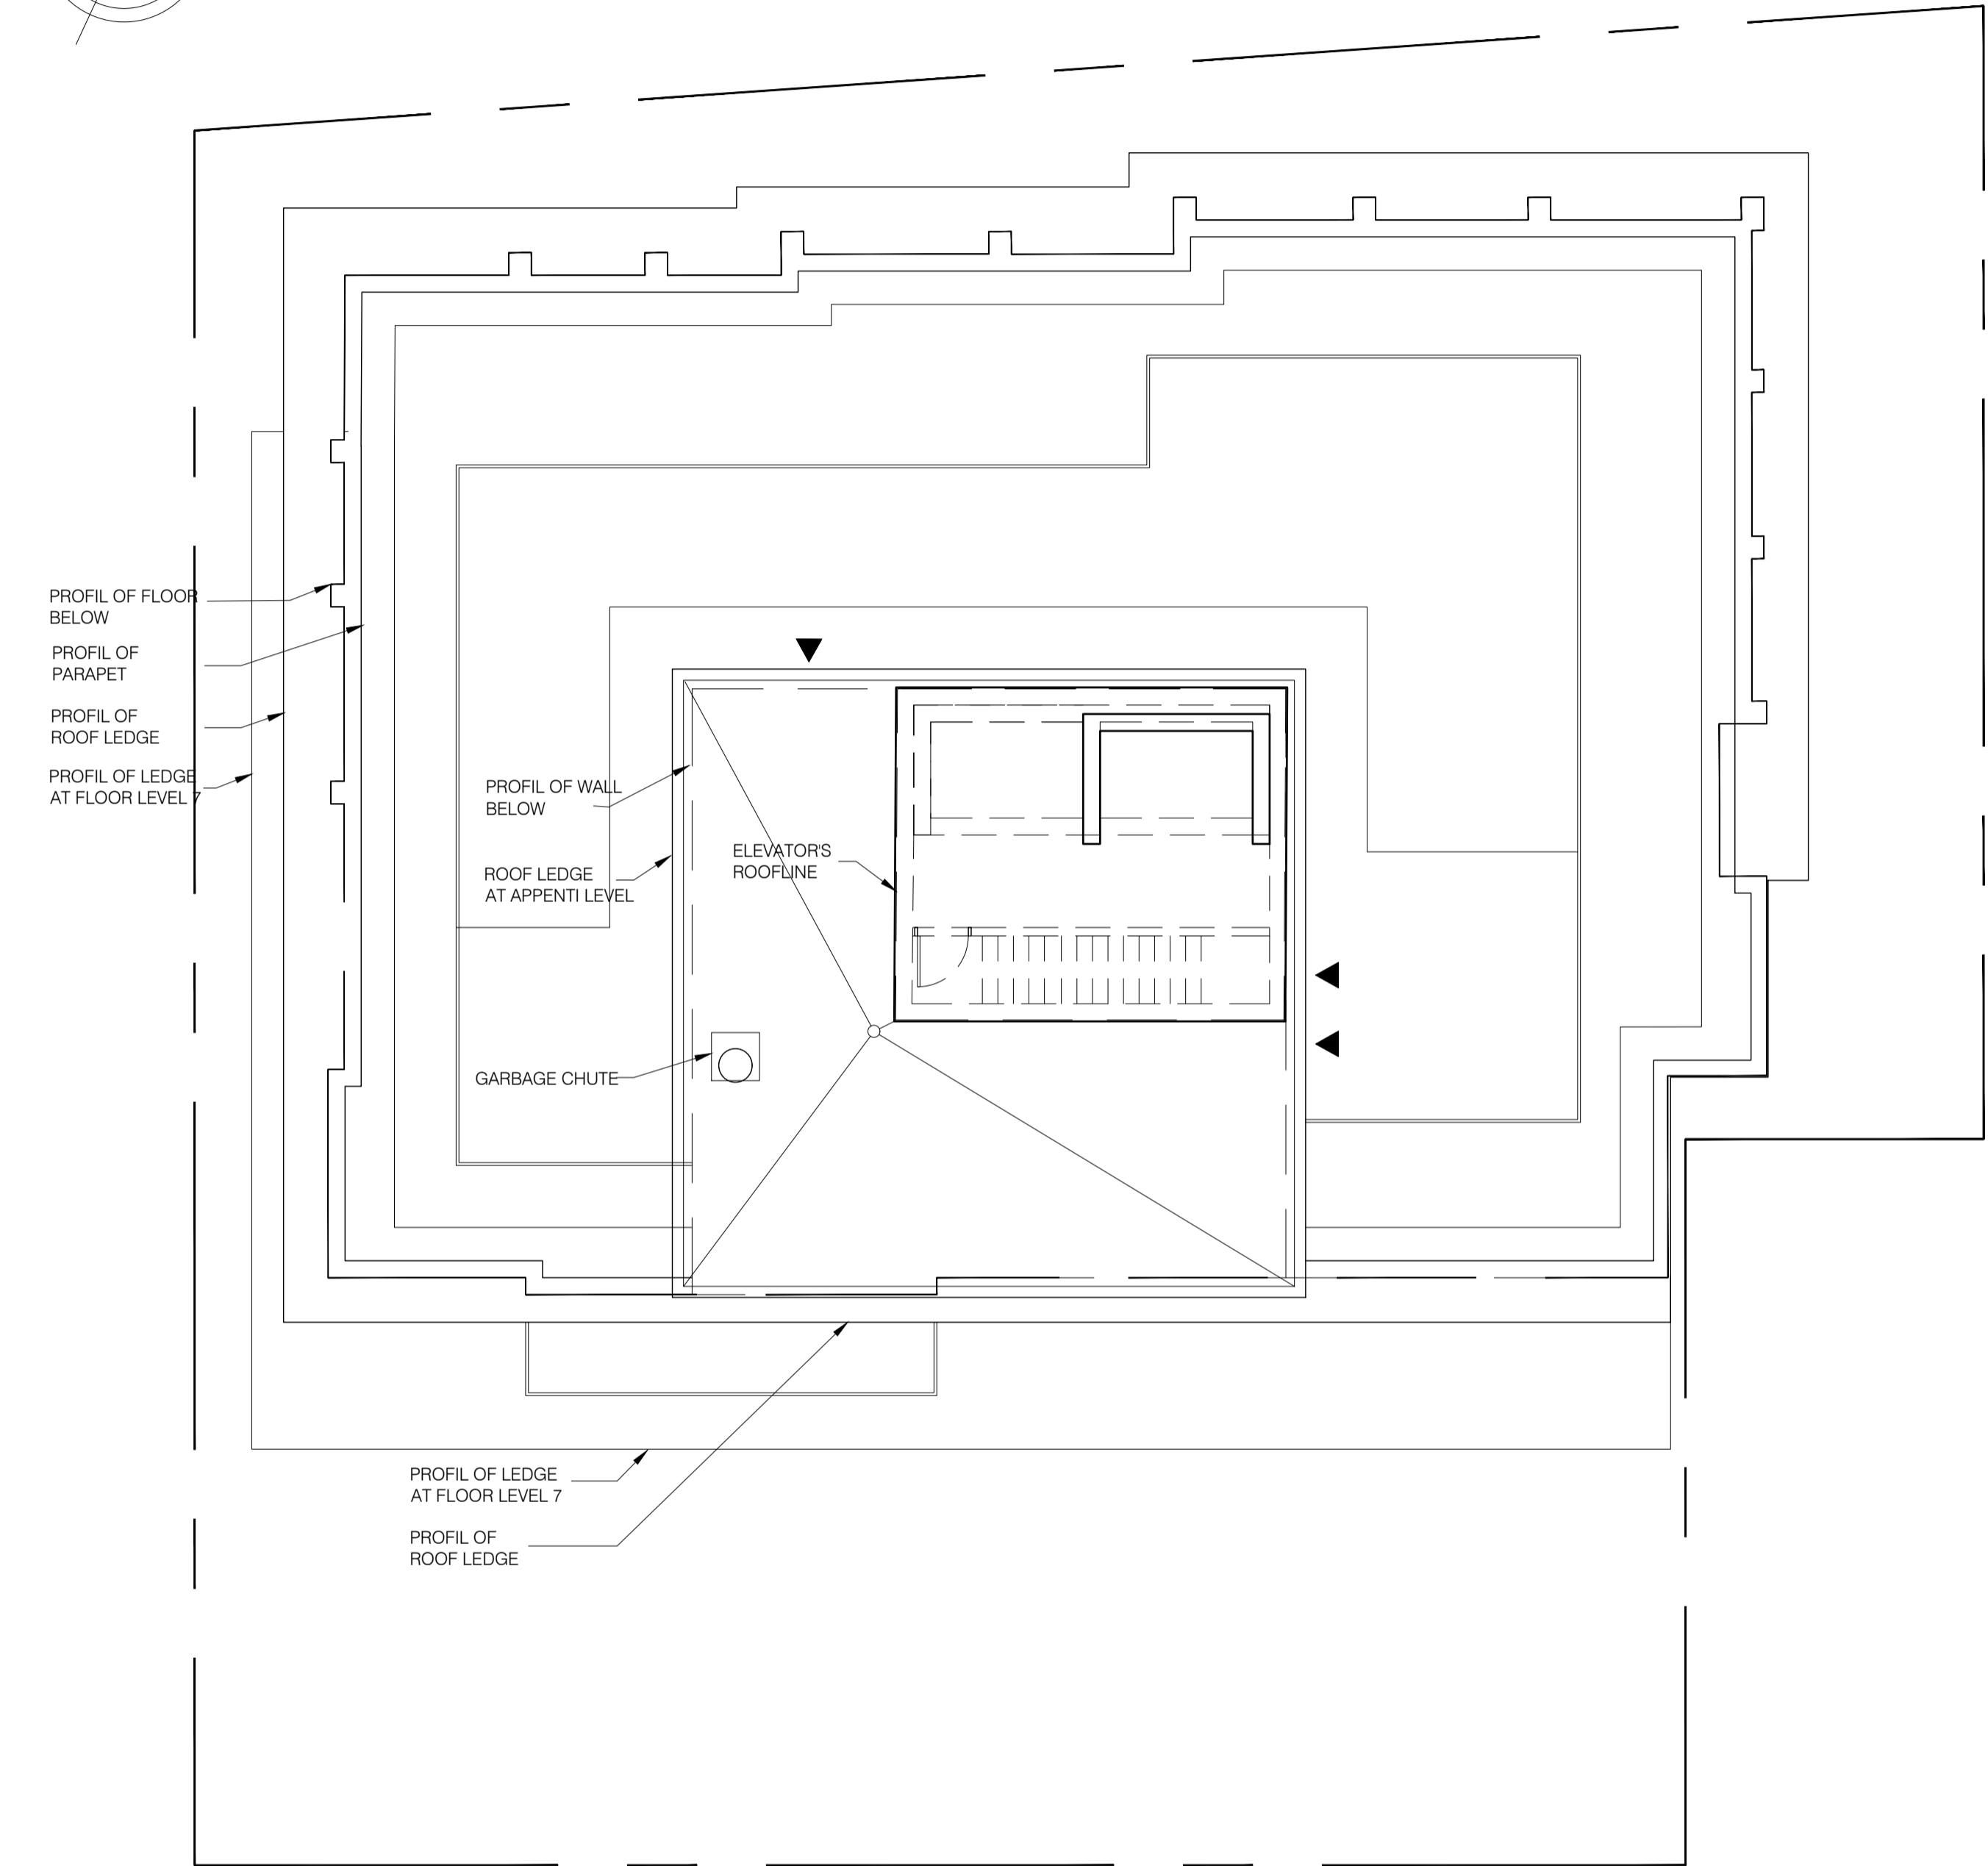 PROFIL OF FLOOR
BELOW
PROFIL OF
PARAPET
PROFIL OF
ROOF LEDGE
PROFIL OF LEDGE
AT FLOOR LEVEL 7
PROFIL OF WALL
BELOW
ROOF LEDGE
AT APPENTI LEVEL
ELEVATOR'S
ROOFLINE
GARBAGE CHUTE
PROFIL OF LEDGE
AT FLOOR LEVEL 7
PROFIL OF
ROOF LEDGE